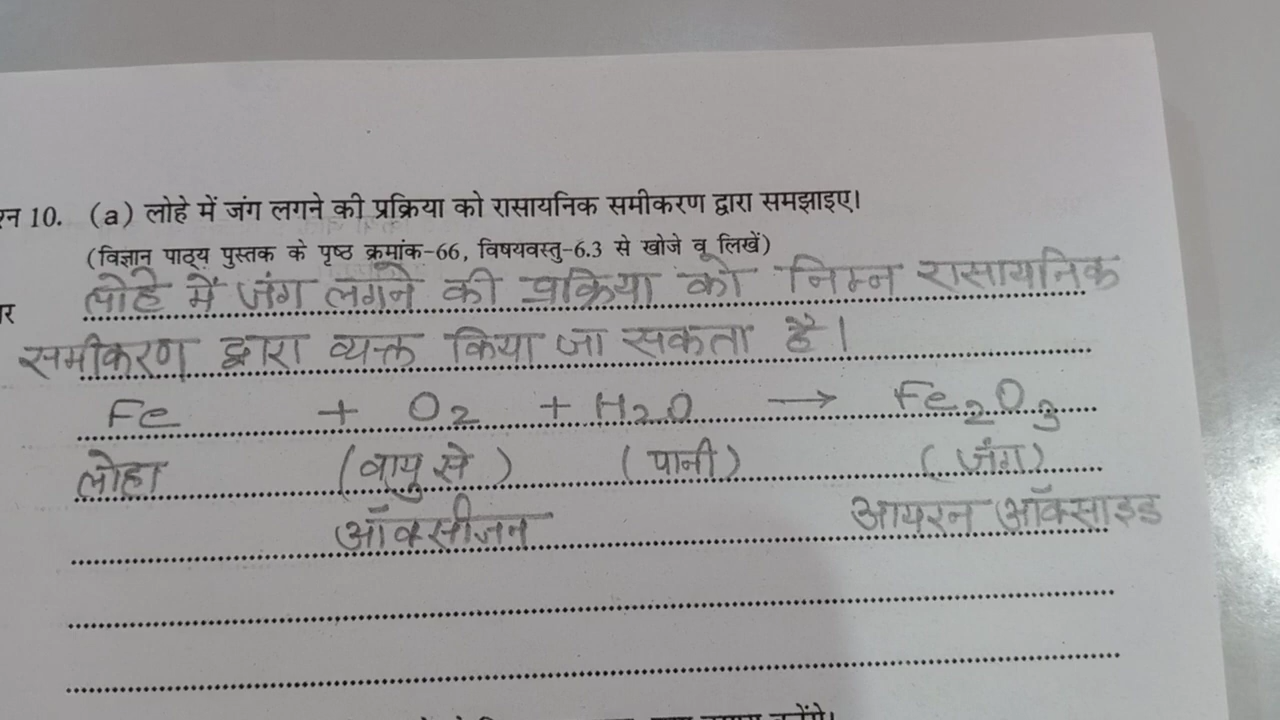 10. (a) लोहे में जंग लगने की प्रक्रिया को रासायनिक समीकरण द्वारा समझाइए।
(विज्ञान पाठ्य पुस्तक के पृष्ठ क्रमांक-66, विषयवस्तु-6.3 से खोजे वू लिखें)
लोहे में जंग लगने की प्रक्रिया को निम्न रासायनिक
समीकरण द्वारा व्यक्त किया जा सकता है।
Fe + O2 + H2O → Fe2O3
लोहा (वायु से) (पानी) (जंग)
ऑक्सीजन आयरन ऑक्साइड